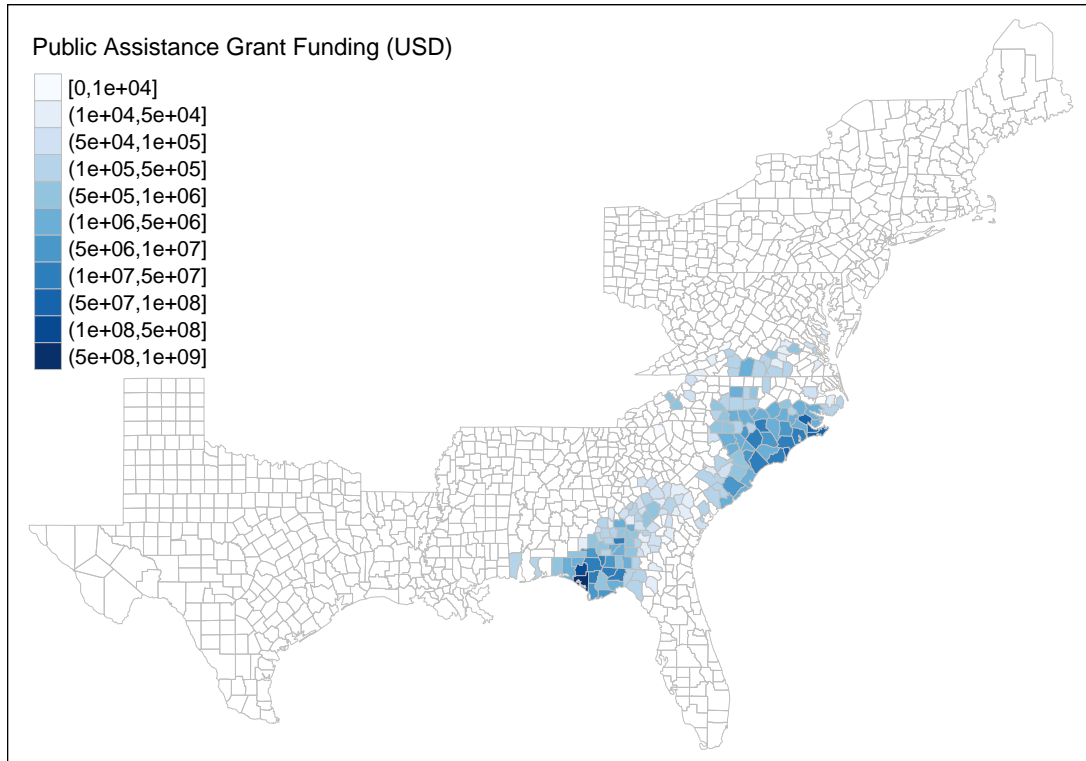 Public Assistance Grant Funding (USD)
[0,1e+04]
(1e+04,5e+04]
(5e+04,1e+05]
(1e+05,5e+05]
(5e+05,1e+06]
(1e+06,5e+06]
(5e+06,1e+07]
(1e+07,5e+07]
(5e+07,1e+08]
(1e+08,5e+08]
(5e+08,1e+09]